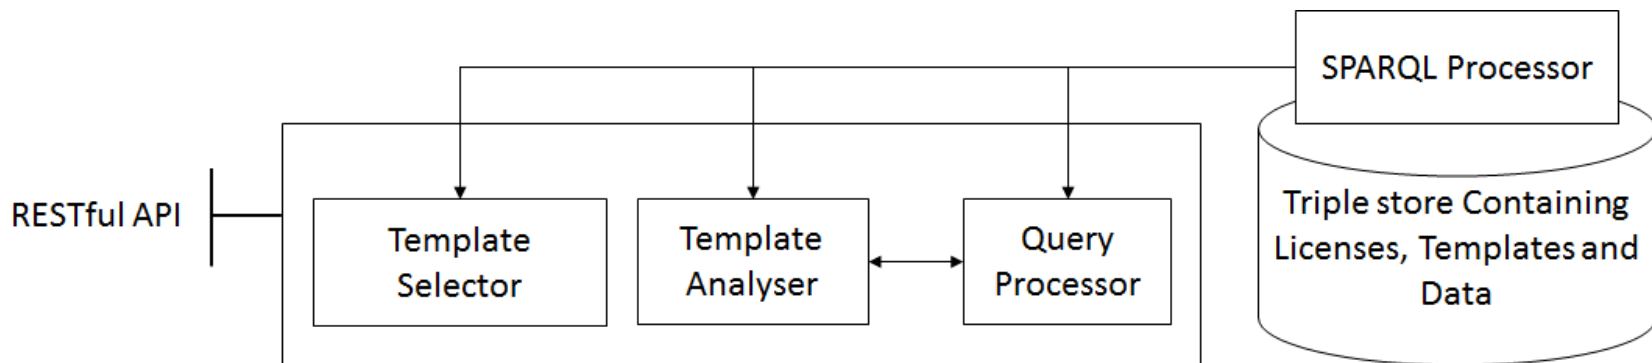 SPARQL Processor
RESTful API
Template
Selector
Template
Analyser
Query
Processor
Triple store Containing
Licenses, Templates and
Data